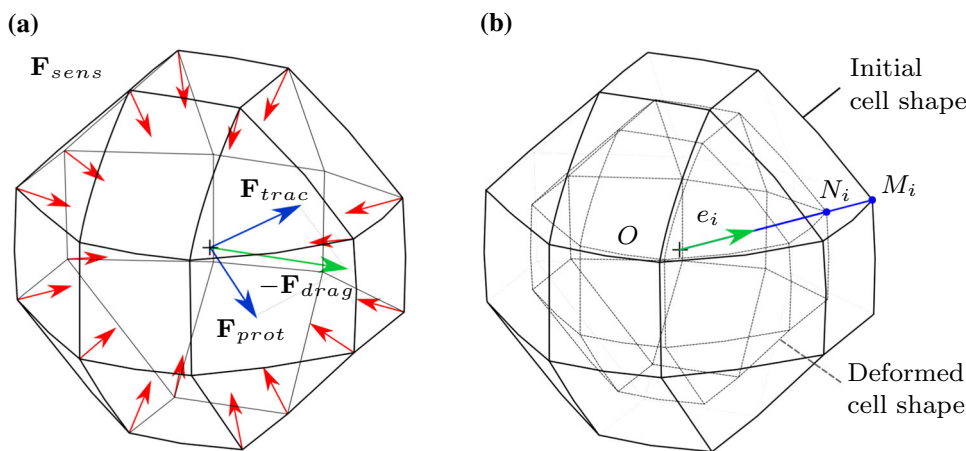 (a)
F_sens
F_trac
−F_drag
F_prot
(b)
Initial
cell shape
N_i
M_i
e_i
O
Deformed
cell shape